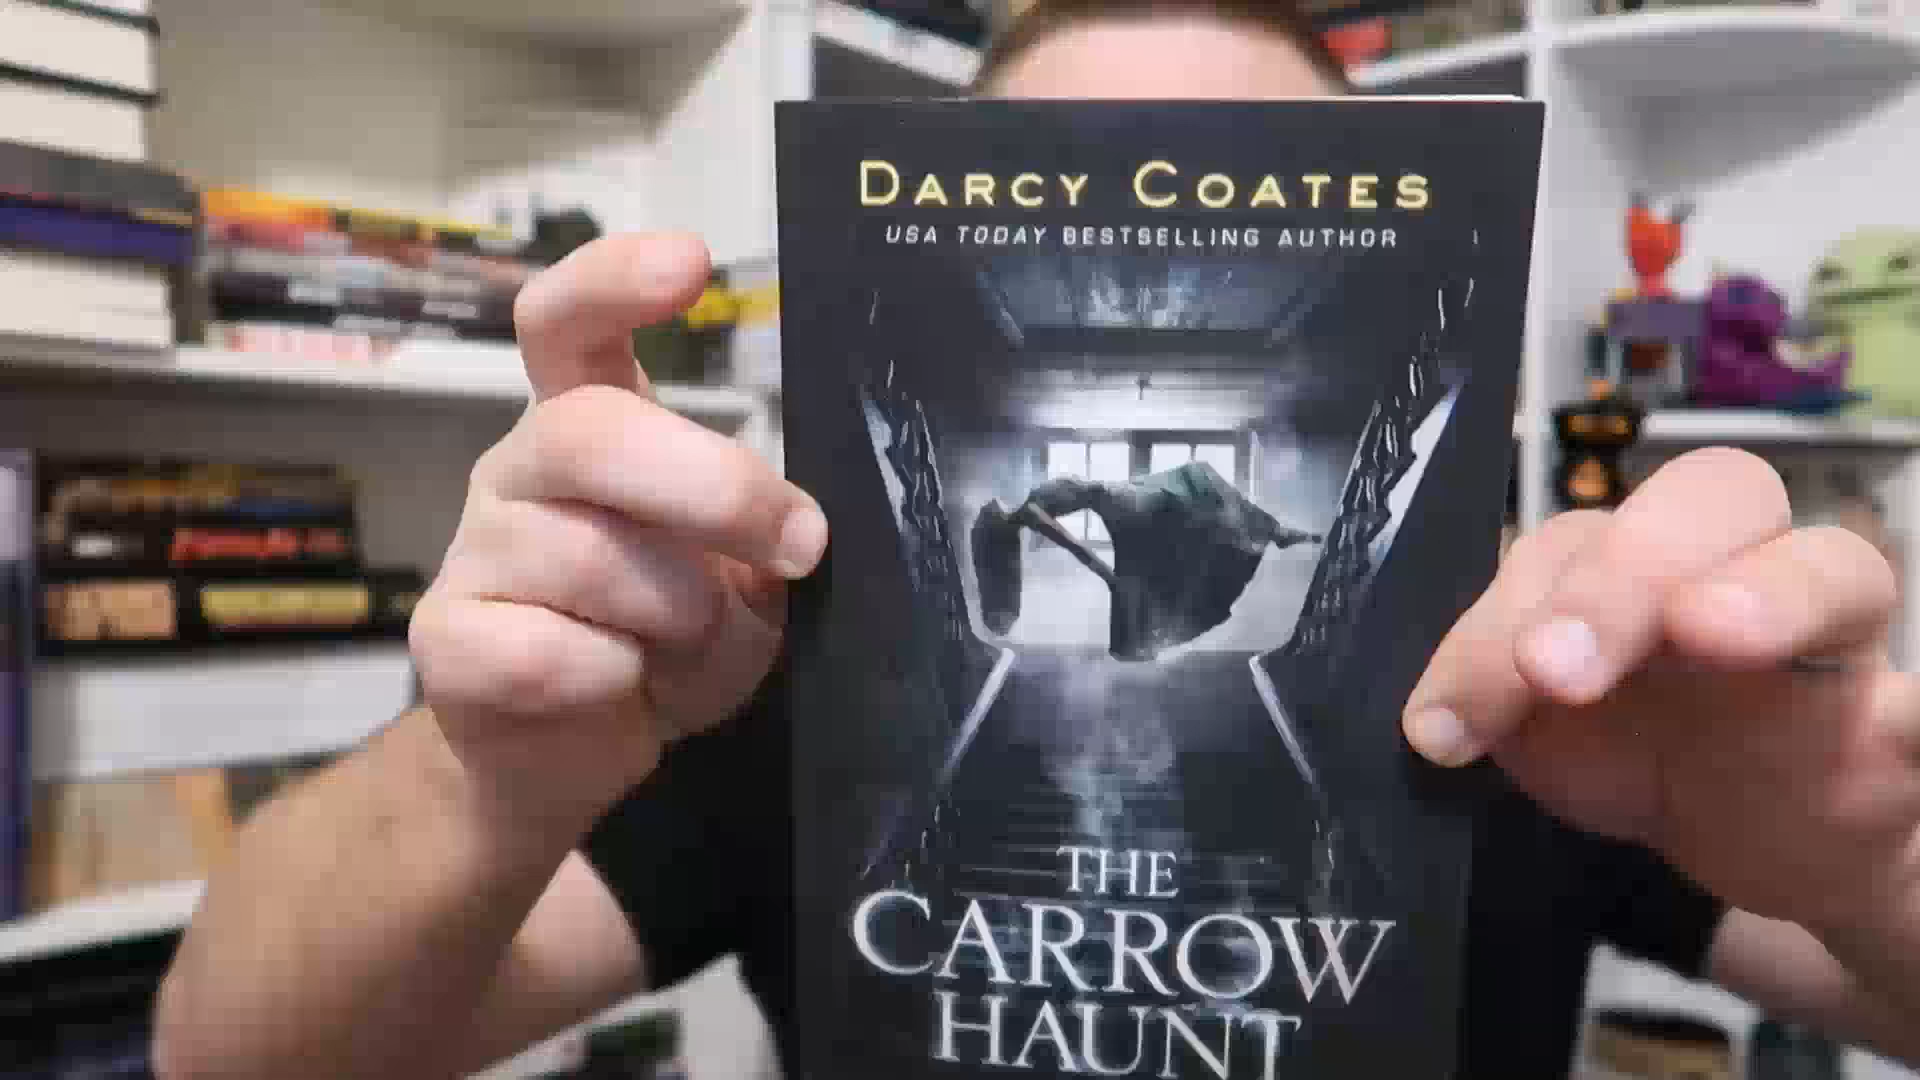 DARCY COATES
USA TODAY BESTSELLING AUTHOR
THE
CARROW
HAUNT